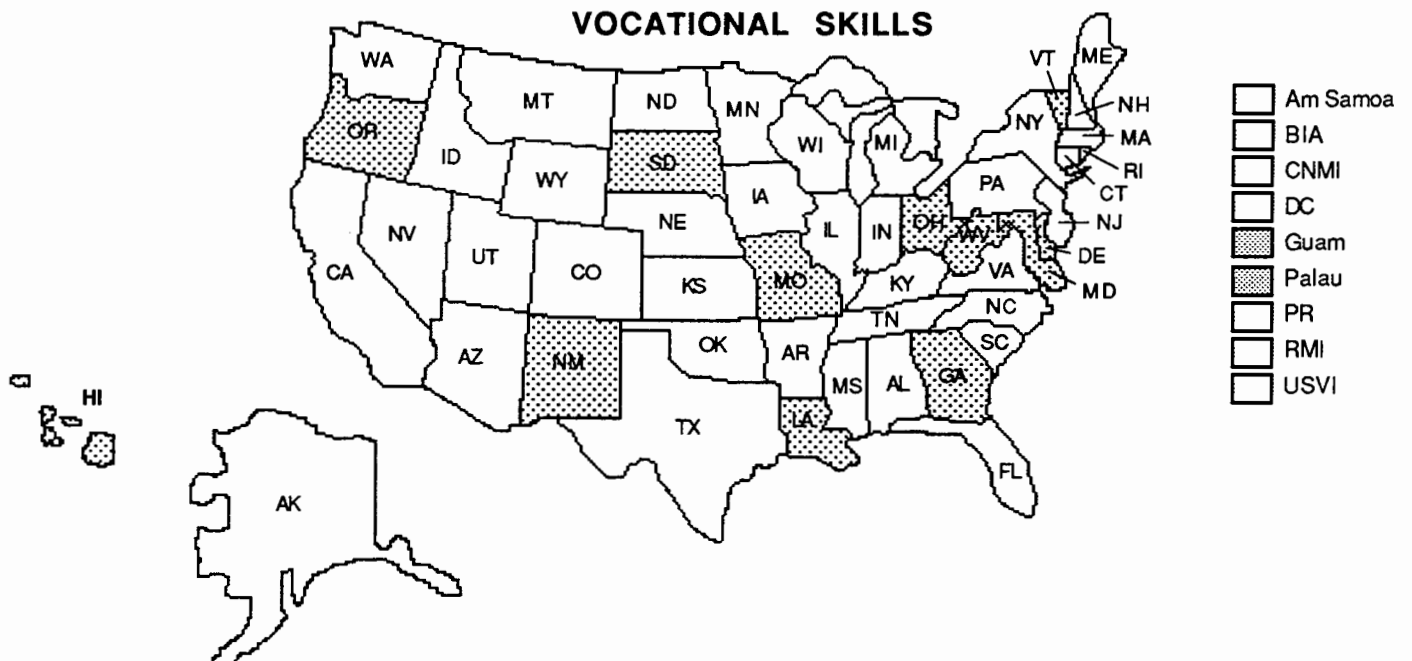 VOCATIONAL SKILLS
WA
MT
ND
MN
VT
ME
OR
ID
WY
SD
WI
MI
NY
NH
MA
RI
CT
NV
UT
CO
NE
IA
IL
IN
OH
PA
NJ
CA
KS
MO
KY
WV
VA
DE
MD
AZ
NM
OK
AR
TN
NC
SC
TX
LA
MS
AL
GA
FL
HI
AK
Am Samoa
BIA
CNMI
DC
Guam
Palau
PR
RMI
USVI